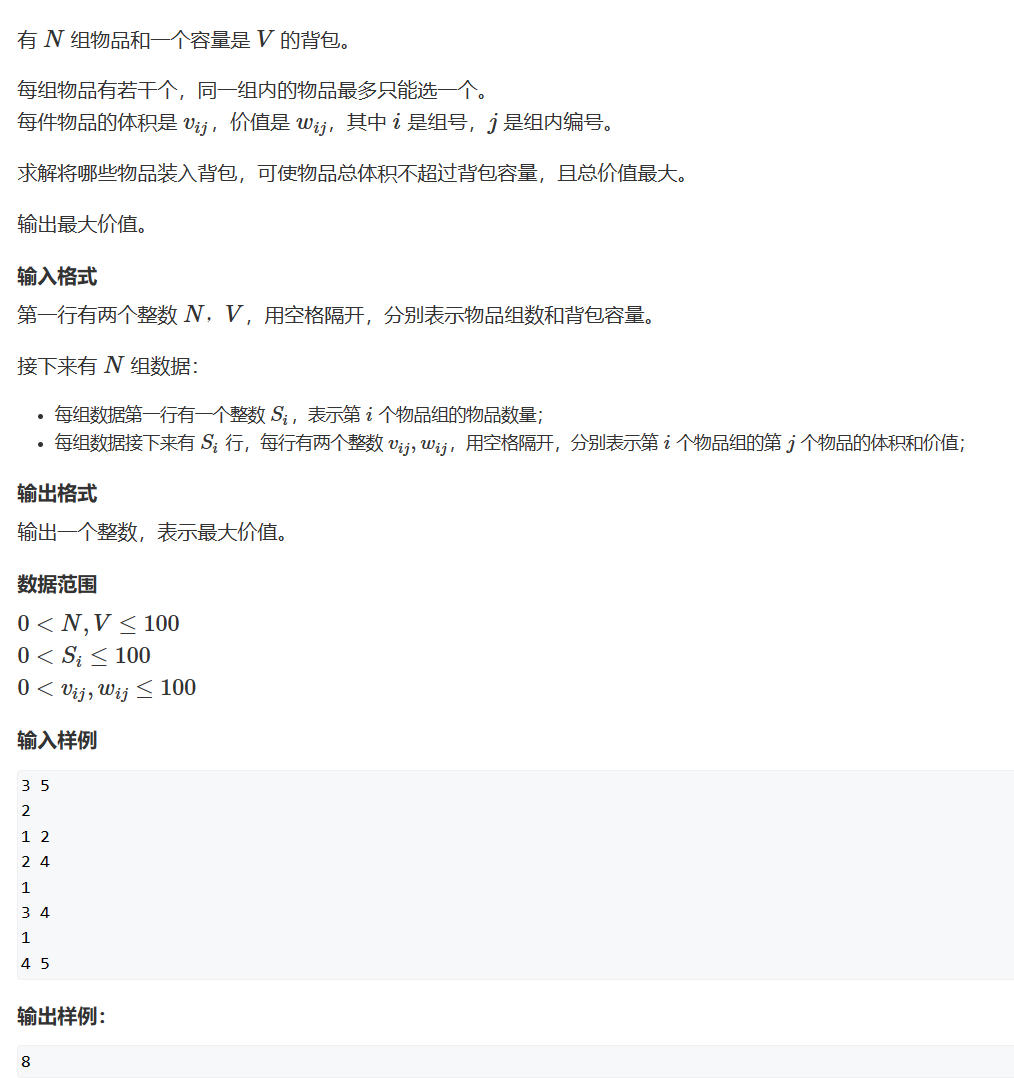 有 N 组物品和一个容量是 V 的背包。
每组物品有若干个，同一组内的物品最多只能选一个。
每件物品的体积是 v_{ij}，价值是 w_{ij}，其中 i 是组号，j 是组内编号。
求解将哪些物品装入背包，可使物品总体积不超过背包容量，且总价值最大。
输出最大价值。
输入格式
第一行有两个整数 N，V，用空格隔开，分别表示物品组数和背包容量。
接下来有 N 组数据：
• 每组数据第一行有一个整数 S_i，表示第 i 个物品组的物品数量；
• 每组数据接下来有 S_i 行，每行有两个整数 v_{ij}, w_{ij}，用空格隔开，分别表示第 i 个物品组的第 j 个物品的体积和价值；
输出格式
输出一个整数，表示最大价值。
数据范围
0 < N, V ≤ 100
0 < S_i ≤ 100
0 < v_{ij}, w_{ij} ≤ 100
输入样例
3 5
2
1 2
2 4
1
3 4
1
4 5
输出样例：
8